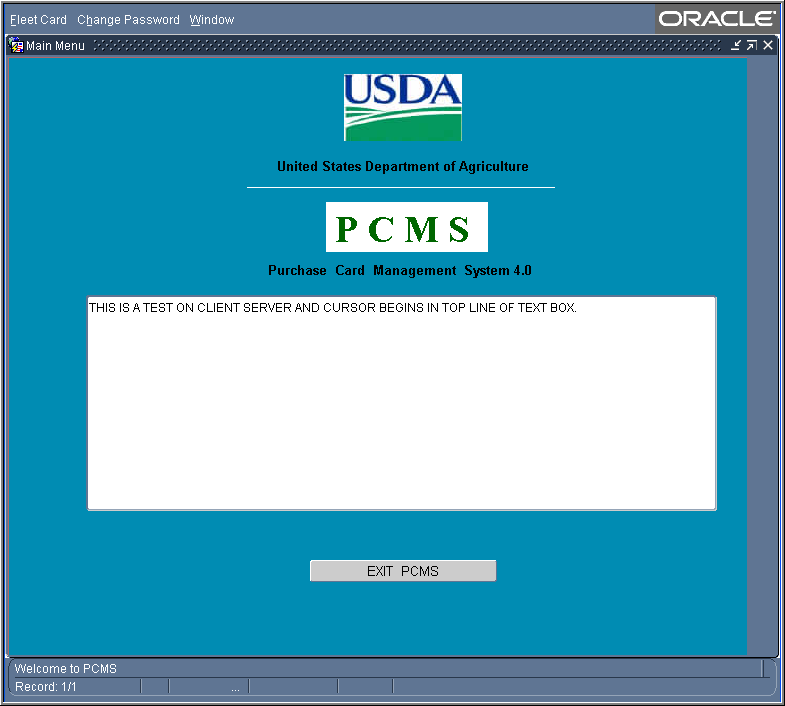 Fleet Card Change Password Window
ORACLE
Main Menu
USDA
United States Department of Agriculture
P C M S
Purchase Card Management System 4.0
THIS IS A TEST ON CLIENT SERVER AND CURSOR BEGINS IN TOP LINE OF TEXT BOX.
EXIT PCMS
Welcome to PCMS
Record: 1/1 ...